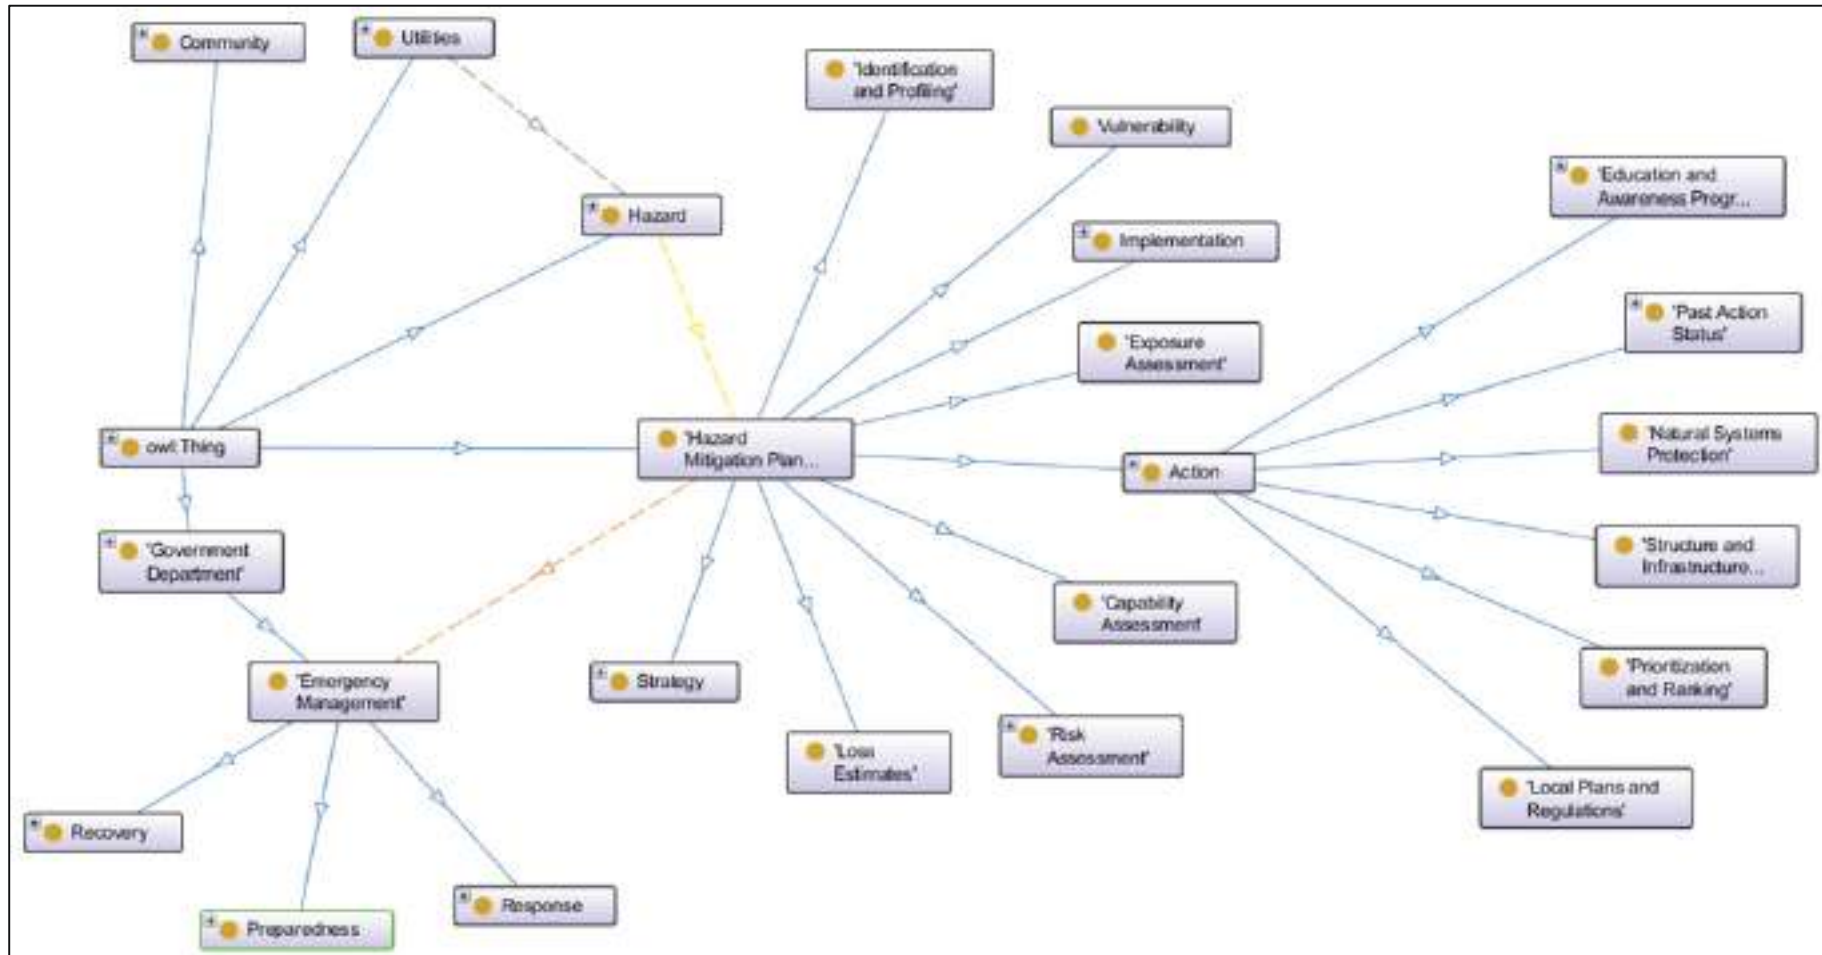 Community
Utilities
'Identification
and Profiling'
'Vulnerability
'Education and
Awareness Progr...
Hazard
Implementation
'Past Action
Status'
'Exposure
Assessment'
owl:Thing
'Hazard
Mitigation Plan...
'Natural Systems
Protection'
Action
'Government
Department'
'Structure and
Infrastructure...
'Capability
Assessment'
'Emergency
Management'
Strategy
'Prioritization
and Ranking'
'Loss
Estimates'
'Risk
Assessment'
'Local Plans and
Regulations'
Recovery
Response
Preparedness